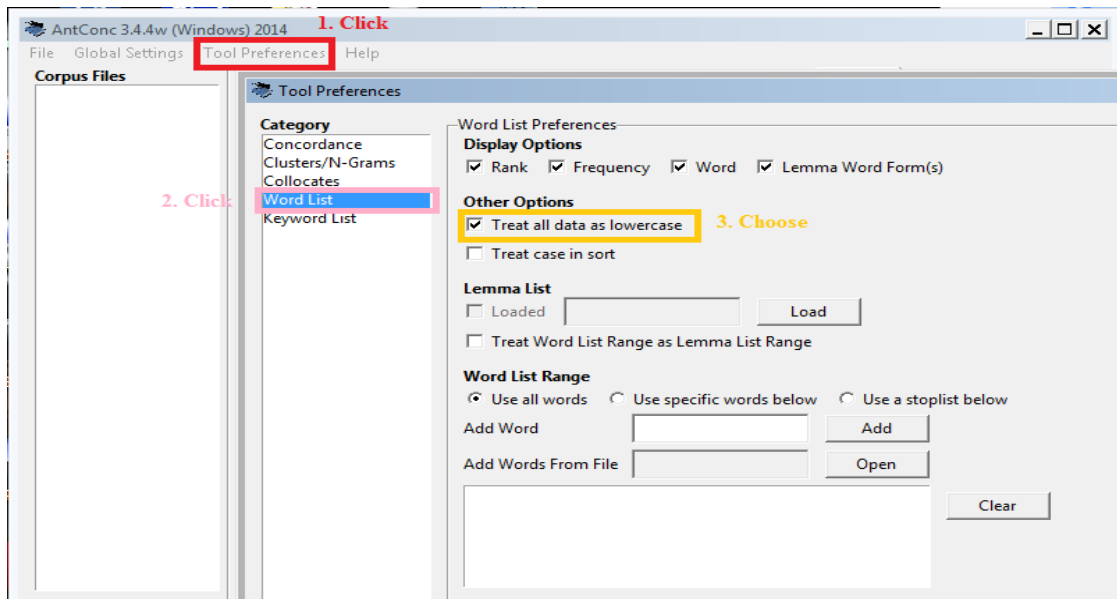 1. Click
AntConc 3.4.4w (Windows) 2014
File Global Settings Tool Preferences Help
Corpus Files
Tool Preferences
Category
Concordance
Clusters/N-Grams
Collocates
2. Click
Word List
Keyword List
Word List Preferences
Display Options
Rank Frequency Word Lemma Word Form(s)
Other Options
Treat all data as lowercase 3. Choose
Treat case in sort
Lemma List
Loaded Load
Treat Word List Range as Lemma List Range
Word List Range
Use all words Use specific words below Use a stoplist below
Add Word Add
Add Words From File Open
Clear